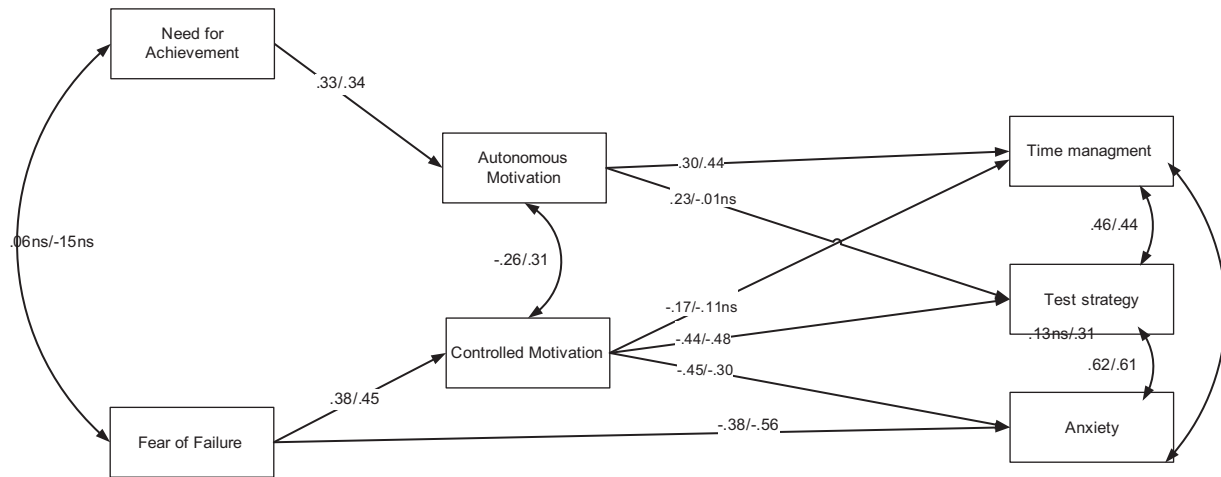 Need for
Achievement
.33/.34
Autonomous
Motivation
Time managment
.30/.44
.23/-.01ns
.06ns/-15ns
-.26/.31
.46/.44
-.17/-.11ns
Test strategy
.13ns/.31
-.44/-.48
Controlled Motivation
-.45/-.30
.62/.61
.38/.45
-.38/-.56
Fear of Failure
Anxiety